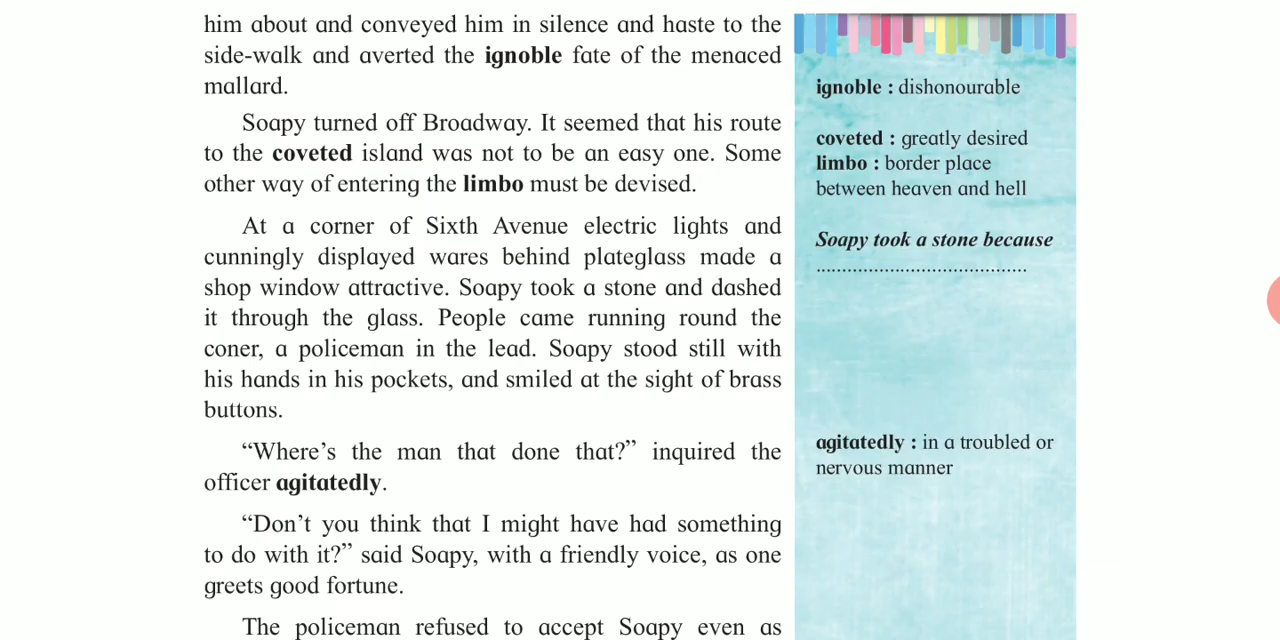 him about and conveyed him in silence and haste to the
side-walk and averted the ignoble fate of the menaced
mallard.
Soapy turned off Broadway. It seemed that his route
to the coveted island was not to be an easy one. Some
other way of entering the limbo must be devised.
At a corner of Sixth Avenue electric lights and
cunningly displayed wares behind plateglass made a
shop window attractive. Soapy took a stone and dashed
it through the glass. People came running round the
coner, a policeman in the lead. Soapy stood still with
his hands in his pockets, and smiled at the sight of brass
buttons.
“Where’s the man that done that?” inquired the
officer agitatedly.
“Don’t you think that I might have had something
to do with it?” said Soapy, with a friendly voice, as one
greets good fortune.
The policeman refused to accept Soapy even as
ignoble : dishonourable
coveted : greatly desired
limbo : border place
between heaven and hell
Soapy took a stone because
..........................................
agitatedly : in a troubled or
nervous manner